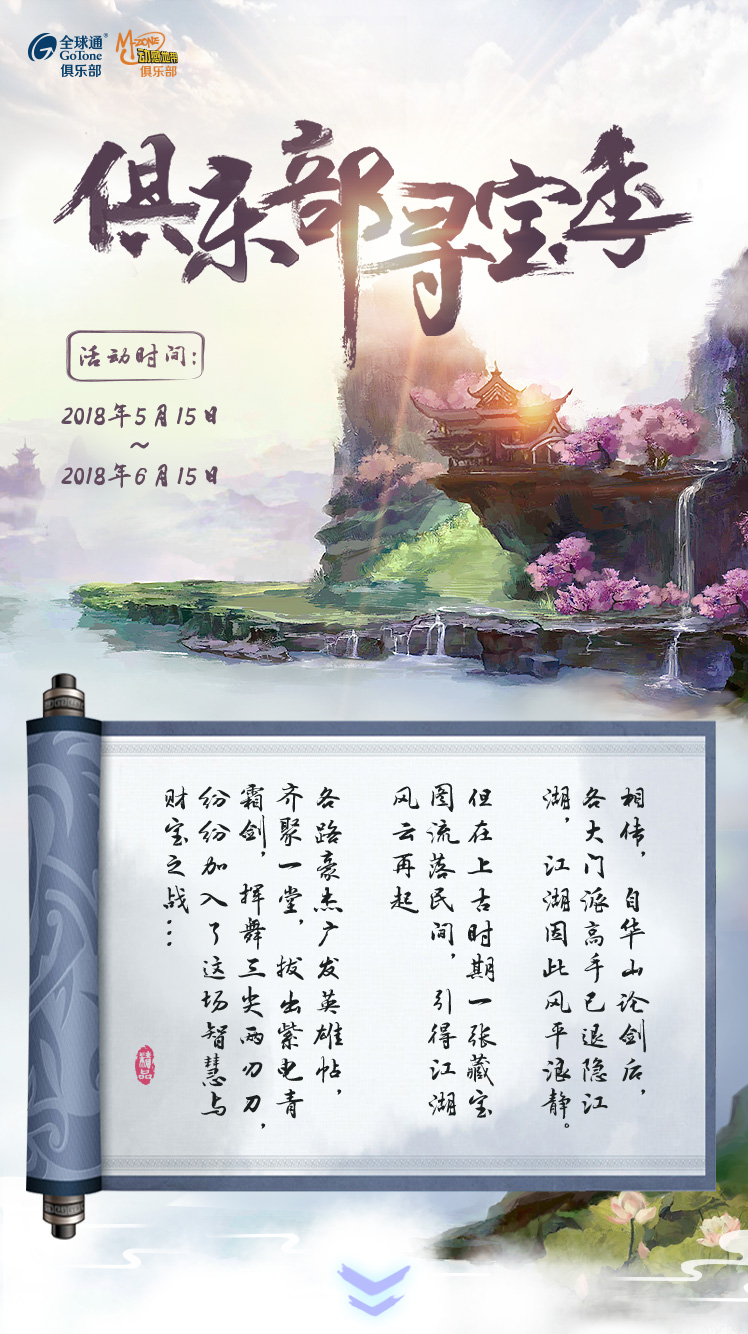 全球通®
GoTone
俱乐部
M-ZONE
动感地带
俱乐部
俱乐部寻宝季
活动时间:
2018年5月15日
~
2018年6月15日
相传，自华山论剑后，
各大门派高手已退隐江
湖，江湖因此风平浪静。
但在上古时期一张藏宝
图流落民间，引得江湖
风云再起
各路豪杰广发英雄帖，
齐聚一堂，拔出紫电青
霜剑，挥舞三尖两刃刀，
纷纷加入了这场智慧与
财宝之战...